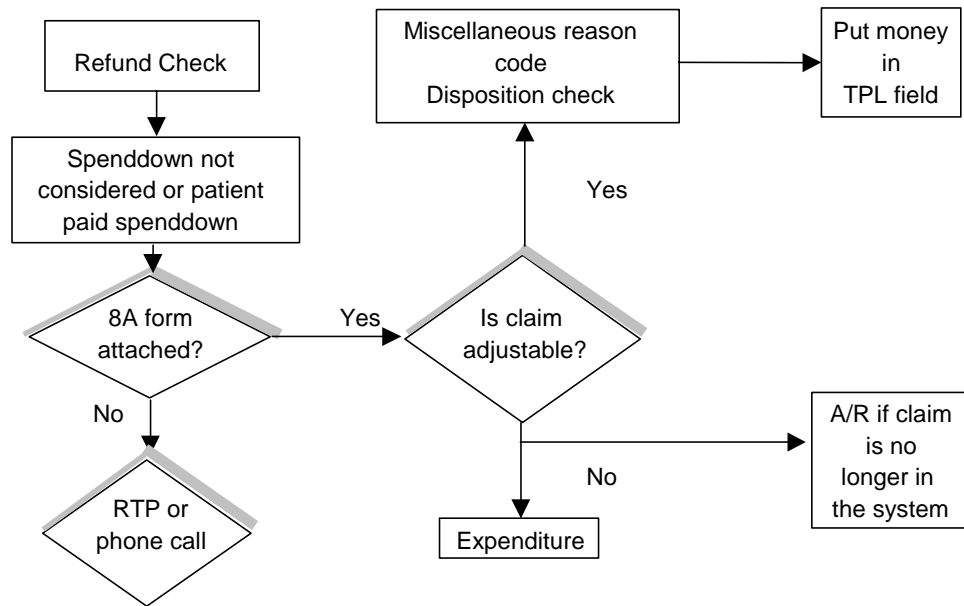 Refund Check
Spenddown not
considered or patient
paid spenddown
8A form
attached?
Yes
No
RTP or
phone call
Is claim
adjustable?
Yes
Miscellaneous reason
code
Disposition check
Put money
in
TPL field
No
Expenditure
A/R if claim
is no
longer in
the system